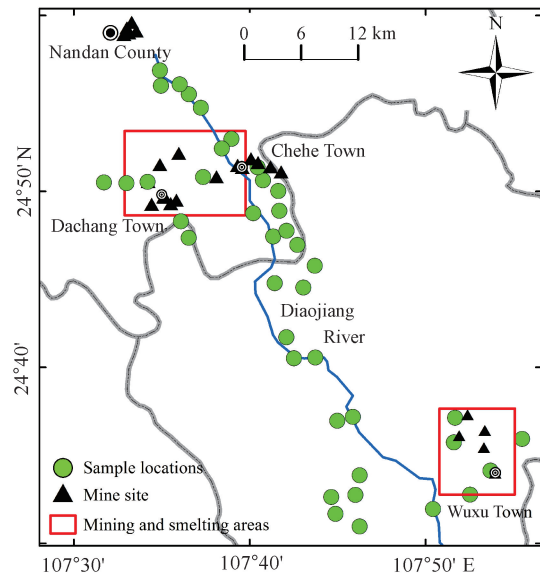 Nandan County
0 6 12 km
N
Chehe Town
24°50' N
Dachang Town
Diaojiang
River
24°40'
Sample locations
Mine site
Mining and smelting areas
Wuxu Town
107°30' 107°40' 107°50' E